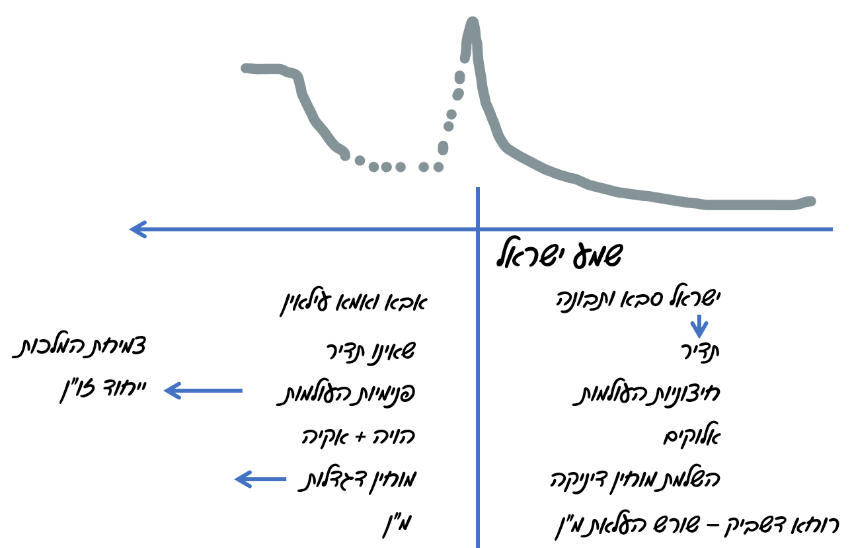 שמע ישראל
ישראל סבא ותבונה
תדיר
חיצוניות העולמות
אלוקים
השלמת מוחין דיניקה
רוחא דשביק – שורש העלאת מ"ן
אבא ואמא עילאין
שאינו תדיר
פנימיות העולמות
הויה + אקיה
מוחין דגדלות
מ"ן
צמיחת המלכות
ייחוד זו"ן